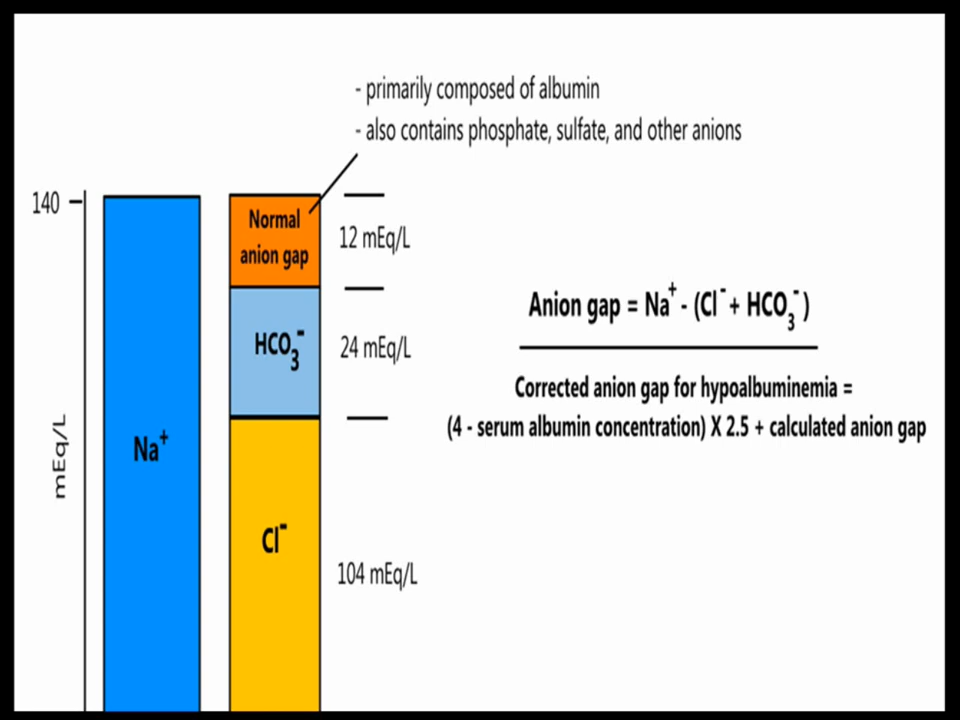 - primarily composed of albumin
- also contains phosphate, sulfate, and other anions
140
Normal
anion gap
12 mEq/L
HCO3-
24 mEq/L
Anion gap = Na+ - (Cl- + HCO3-)
Corrected anion gap for hypoalbuminemia =
(4 - serum albumin concentration) X 2.5 + calculated anion gap
mEq/L
Na+
Cl-
104 mEq/L